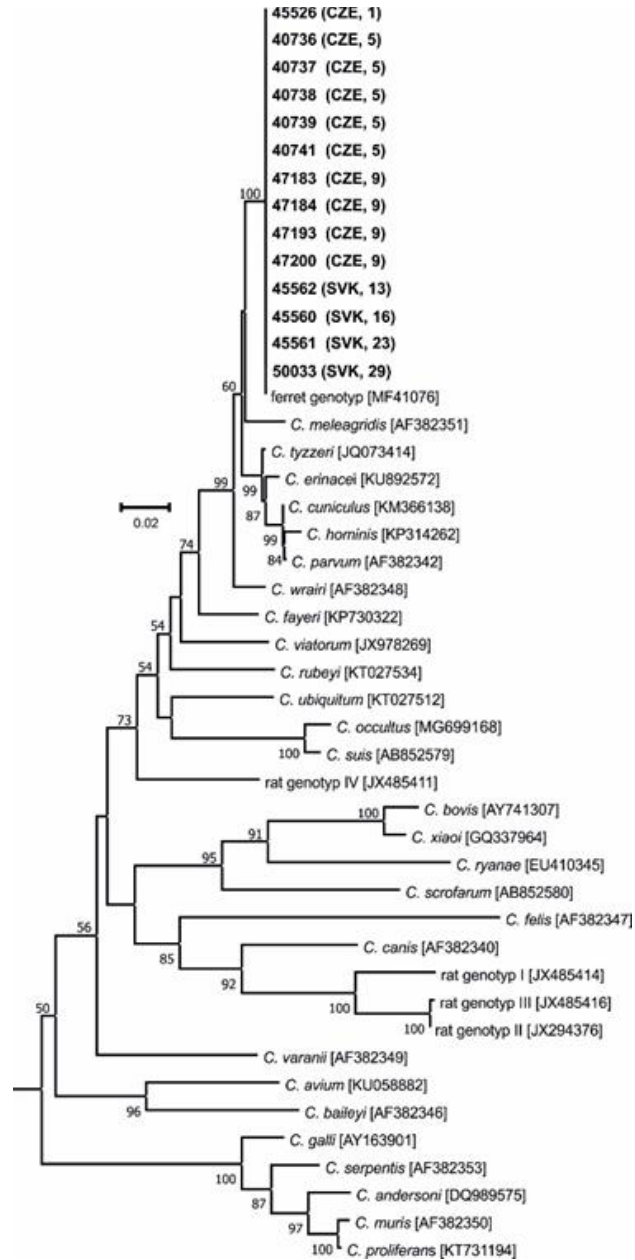 45526 (CZE, 1)
40736 (CZE, 5)
40737 (CZE, 5)
40738 (CZE, 5)
40739 (CZE, 5)
40741 (CZE, 5)
47183 (CZE, 9)
47184 (CZE, 9)
100
47193 (CZE, 9)
47200 (CZE, 9)
45562 (SVK, 13)
45560 (SVK, 16)
45561 (SVK, 23)
50033 (SVK, 29)
60
ferret genotyp [MF41076]
C. meleagridis [AF382351]
C. tyzzeri [JQ073414]
99
99
C. erinacei [KU892572]
0.02
87
C. cuniculus [KM366138]
C. hominis [KP314262]
99
74
84
C. parvum [AF382342]
C. wrairi [AF382348]
C. fayeri [KP730322]
54
C. viatorum [JX978269]
54
C. rubeyi [KT027534]
C. ubiquitum [KT027512]
73
C. occultus [MG699168]
100
C. suis [AB852579]
rat genotyp IV [JX485411]
100
C. bovis [AY741307]
91
C. xiaoi [GQ337964]
95
C. ryanae [EU410345]
C. scrofarum [AB852580]
56
C. felis [AF382347]
85
C. canis [AF382340]
92
rat genotyp I [JX485414]
100
rat genotyp III [JX485416]
50
100
rat genotyp II [JX294376]
C. varanii [AF382349]
C. avium [KU058882]
96
C. baileyi [AF382346]
C. galli [AY163901]
100
C. serpentis [AF382353]
87
C. andersoni [DQ989575]
97
C. muris [AF382350]
100
C. proliferans [KT731194]